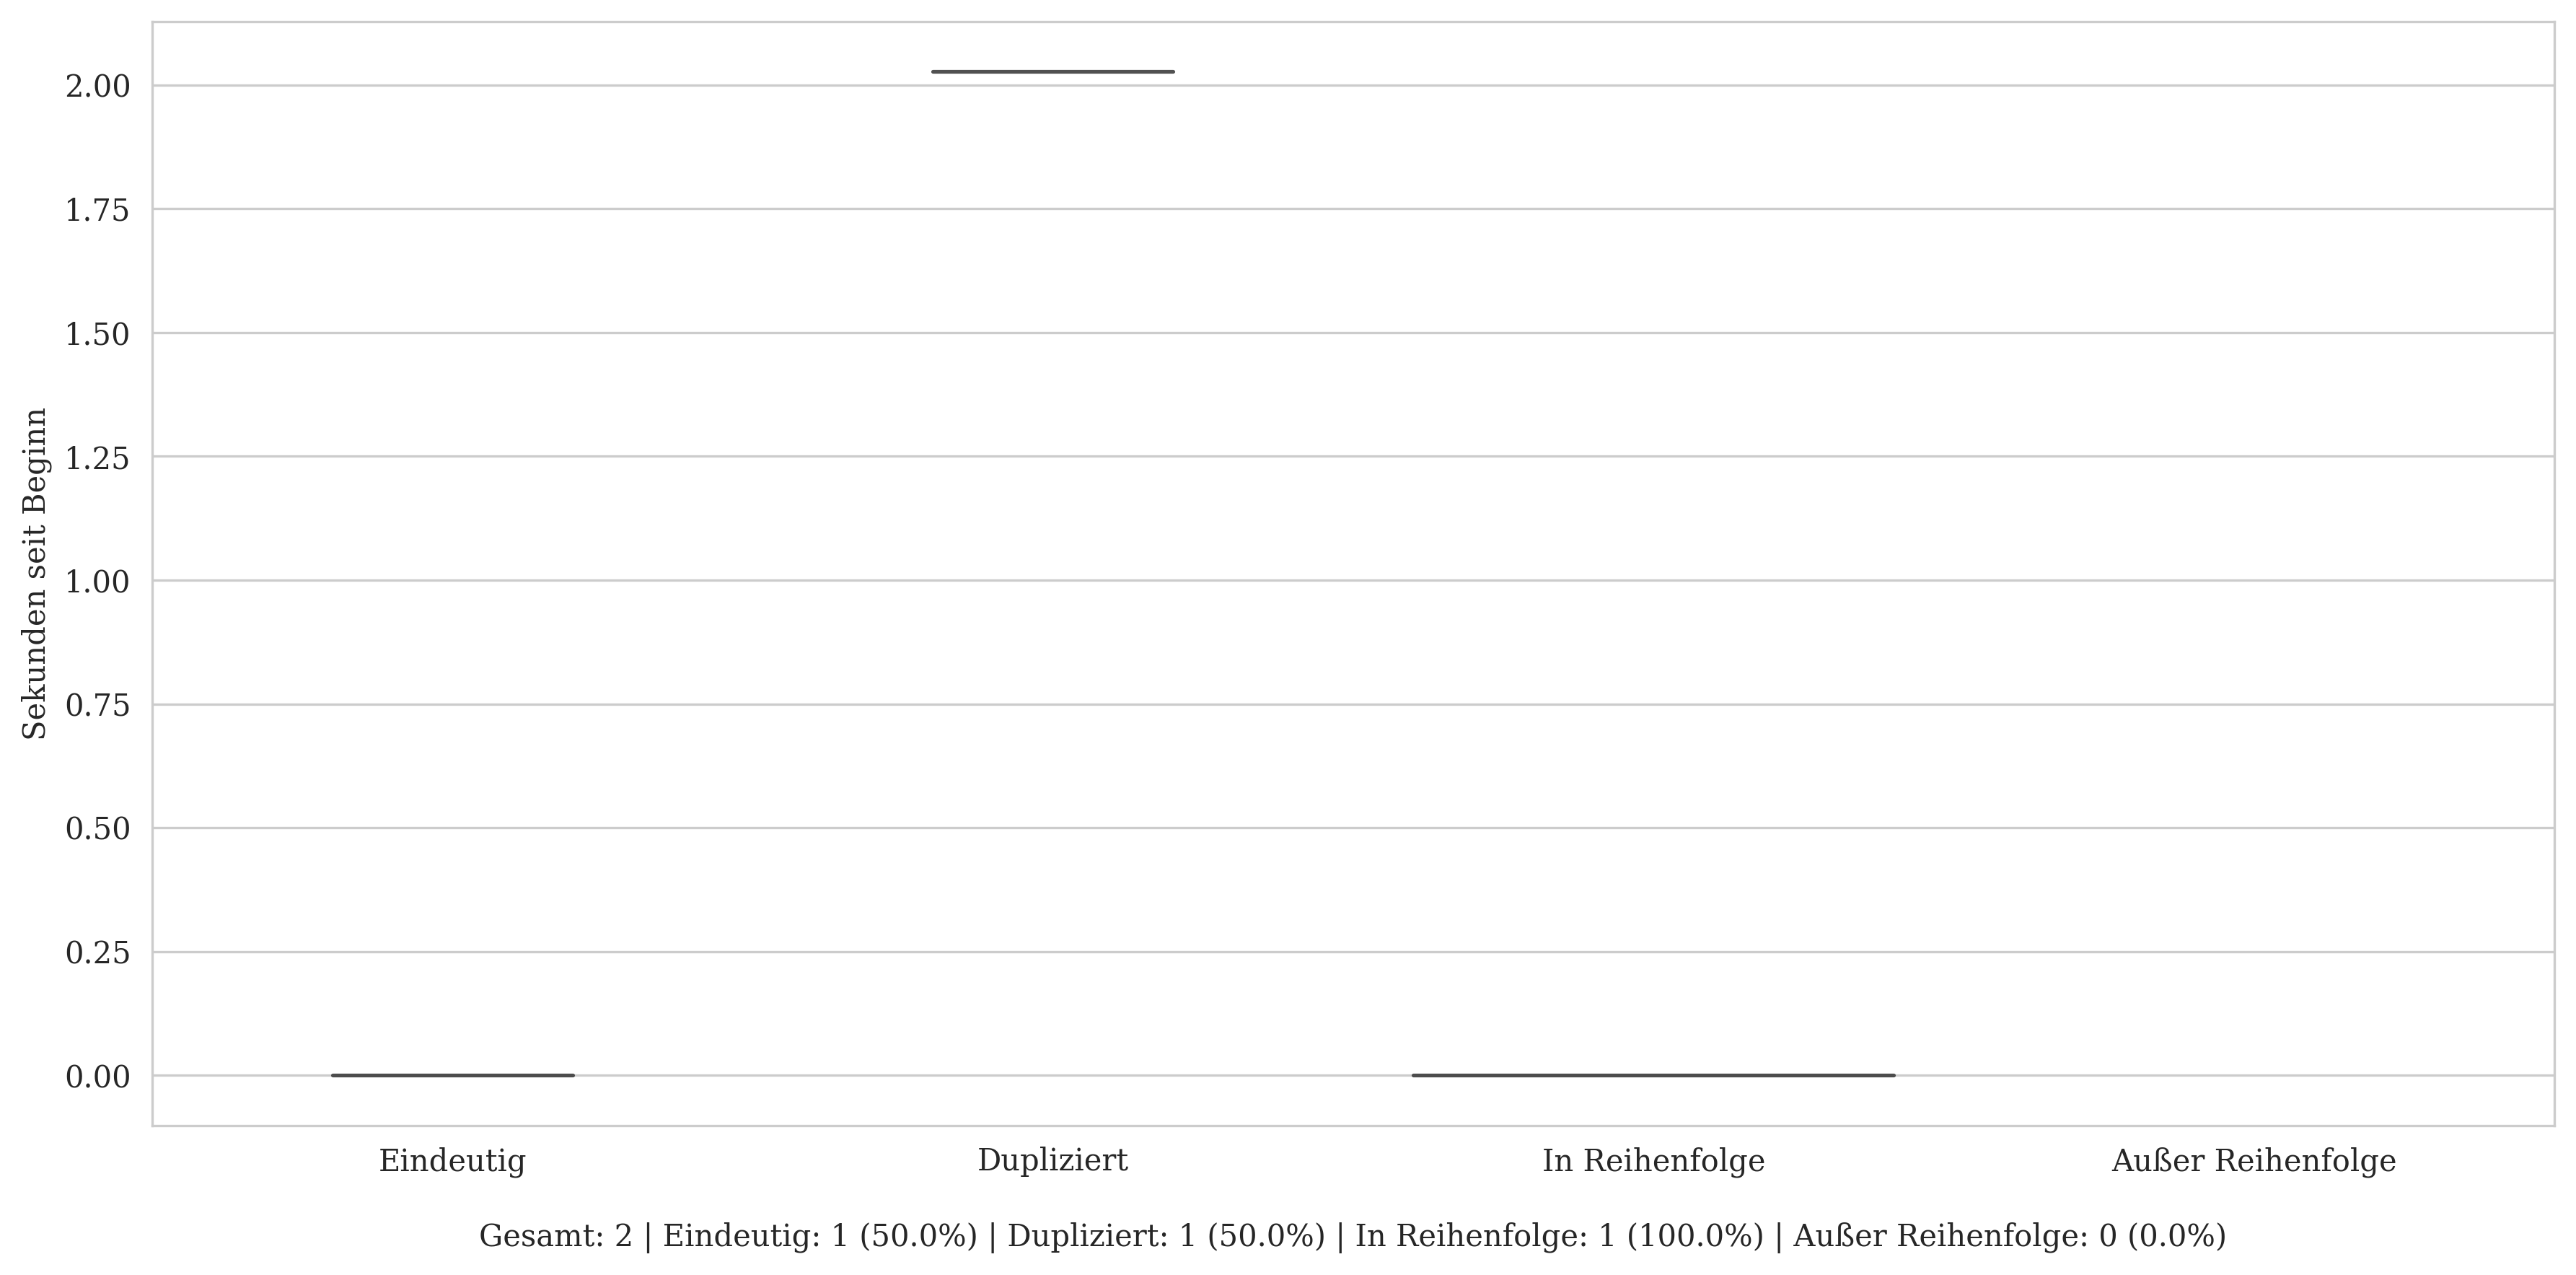 Sekunden seit Beginn
2.00
1.75
1.50
1.25
1.00
0.75
0.50
0.25
0.00
Eindeutig
Dupliziert
In Reihenfolge
Außer Reihenfolge
Gesamt: 2 | Eindeutig: 1 (50.0%) | Dupliziert: 1 (50.0%) | In Reihenfolge: 1 (100.0%) | Außer Reihenfolge: 0 (0.0%)